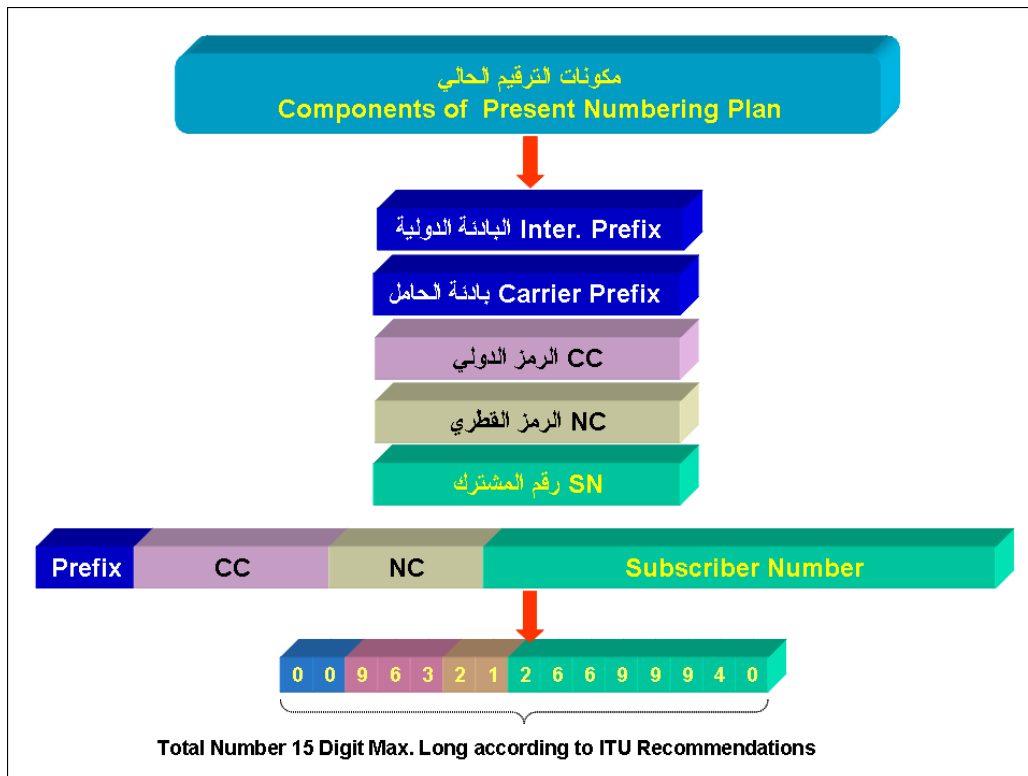 مكونات الترقيم الحالي
Components of Present Numbering Plan
البادئة الدولية Inter. Prefix
بادئة الحامل Carrier Prefix
الرمز الدولي CC
الرمز القطري NC
رقم المشترك SN
Prefix CC NC Subscriber Number
0 0 9 6 3 2 1 2 6 6 9 9 9 4 0
Total Number 15 Digit Max. Long according to ITU Recommendations